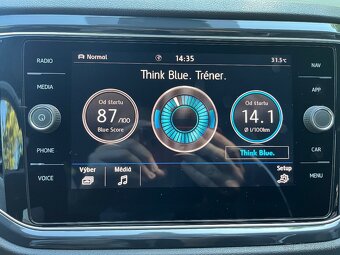 RADIO
MEDIA
PHONE
VOICE
Normal
14:35
31.5°c
Think Blue. Tréner.
Od štartu
87/100
Blue Score
Od štartu
14.1
Ø l/100km
Think Blue.
Výber
Médiá
Setup
NAV
APP
CAR
MENU